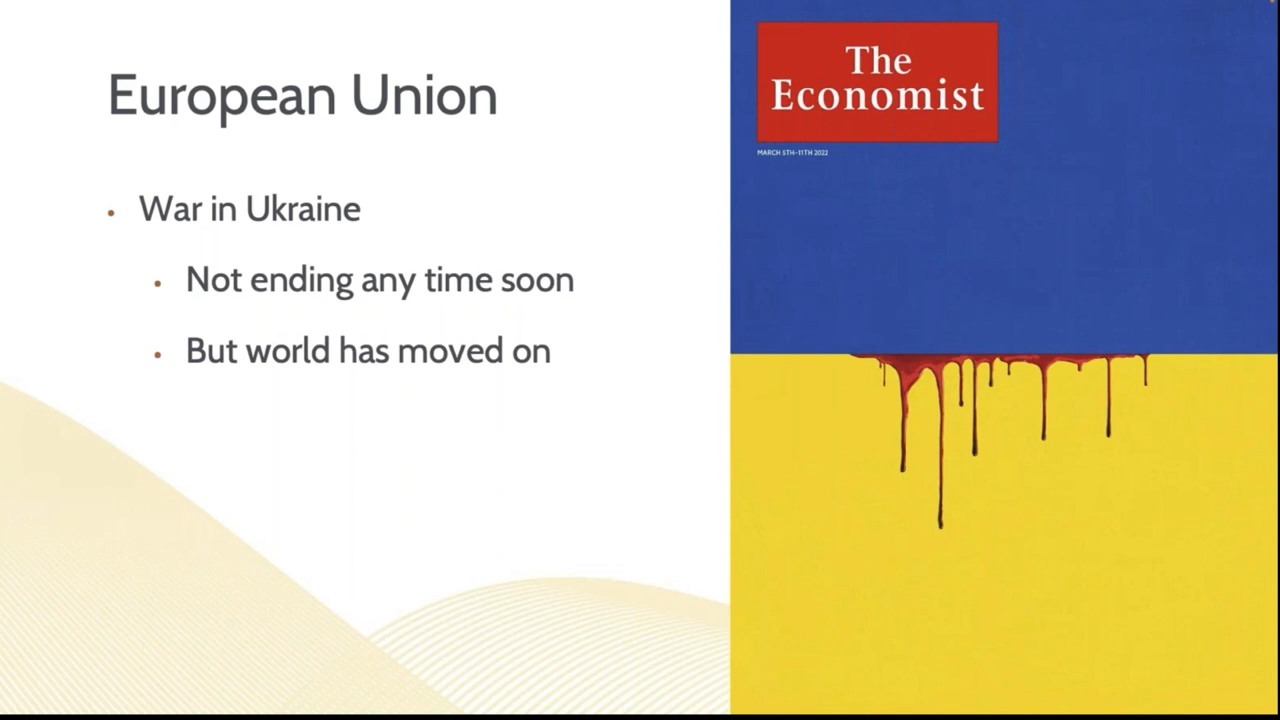 European Union
• War in Ukraine
• Not ending any time soon
• But world has moved on
The
Economist
MARCH 5TH–11TH 2022